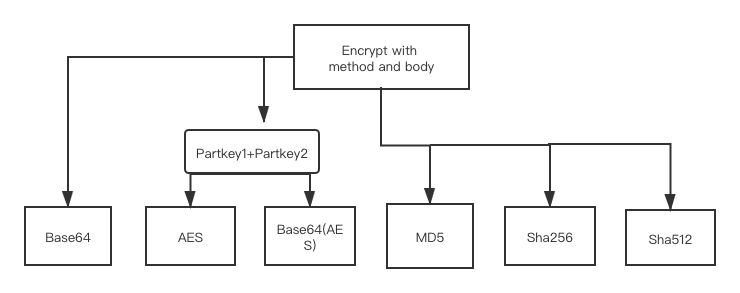 Encrypt with
method and body
Partkey1+Partkey2
Base64
AES
Base64(AE
S)
MD5
Sha256
Sha512